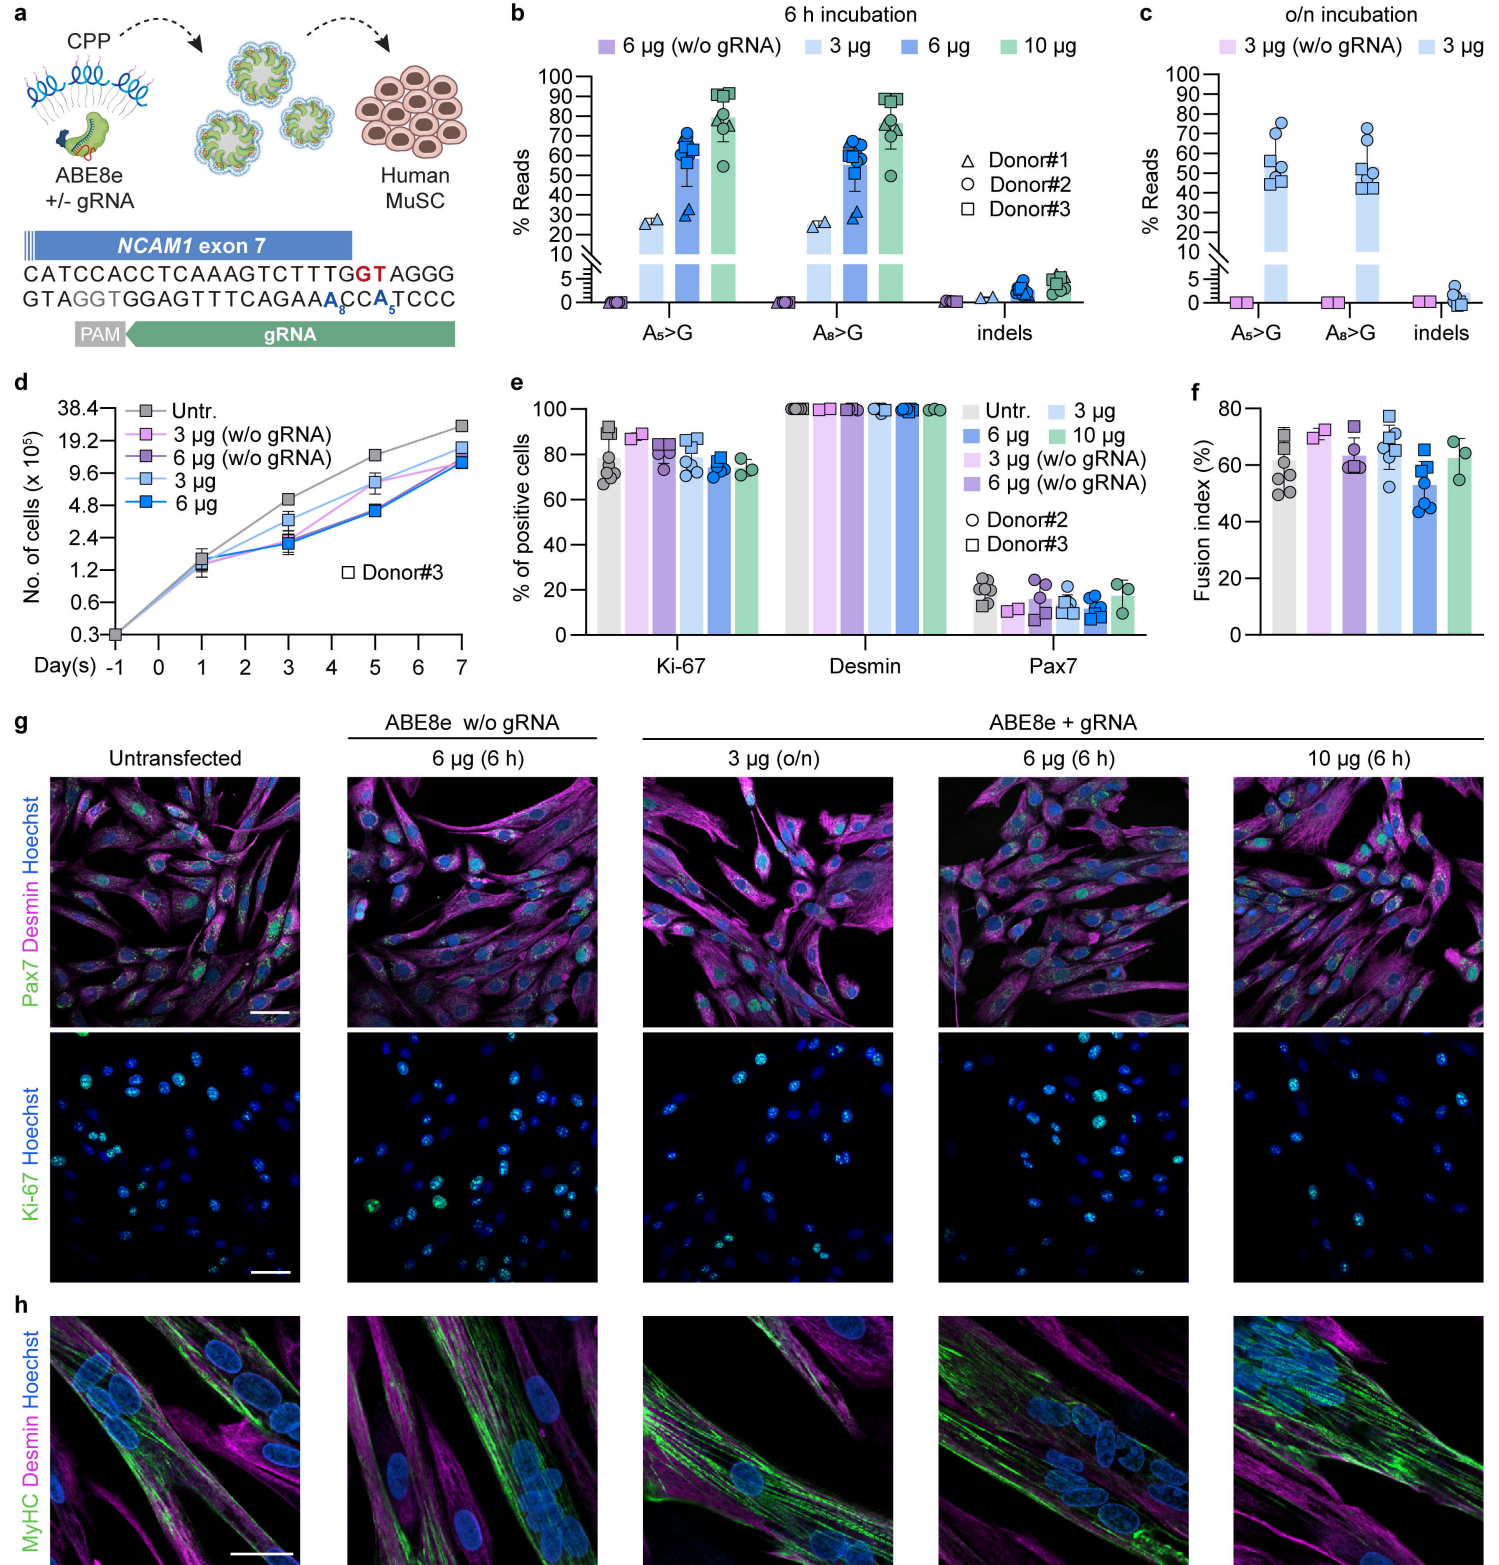 a
CPP
ABE8e
+/- gRNA
Human
MuSC
NCAM1 exon 7
CATCCACCTCAAAGTCTTTGGTAGGG
GTAGGTGGAGTTTCAGAAA₈CCA₅TCCC
PAM
gRNA
b
6 h incubation
6 µg (w/o gRNA) 3 µg 6 µg 10 µg
% Reads
100
90
80
70
60
50
40
30
20
10
5
0
Donor#1
Donor#2
Donor#3
A₅>G A₈>G indels
c
o/n incubation
3 µg (w/o gRNA) 3 µg
% Reads
100
90
80
70
60
50
40
30
20
10
5
0
A₅>G A₈>G indels
d
No. of cells (x 10⁵)
38.4
19.2
9.6
4.8
2.4
1.2
0.6
0.3
Untr.
3 µg (w/o gRNA)
6 µg (w/o gRNA)
3 µg
6 µg
Donor#3
Day(s) -1 0 1 2 3 4 5 6 7
e
% of positive cells
100
80
60
40
20
0
Untr. 3 µg
6 µg 10 µg
3 µg (w/o gRNA)
6 µg (w/o gRNA)
Donor#2
Donor#3
Ki-67 Desmin Pax7
f
Fusion index (%)
80
60
40
20
0
g
ABE8e w/o gRNA ABE8e + gRNA
Untransfected 6 µg (6 h) 3 µg (o/n) 6 µg (6 h) 10 µg (6 h)
Pax7 Desmin Hoechst
Ki-67 Hoechst
h
MyHC Desmin Hoechst